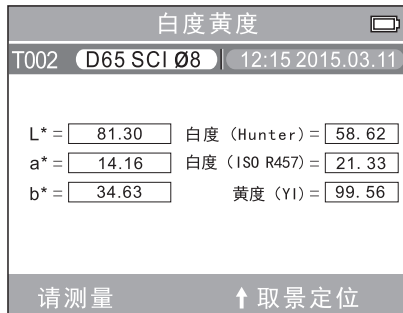 白度黄度
T002 D65 SCI Ø8 12:15 2015.03.11
L* = 81.30 白度 (Hunter) = 58.62
a* = 14.16 白度 (ISO R457) = 21.33
b* = 34.63 黄度 (YI) = 99.56
请测量 ↑取景定位